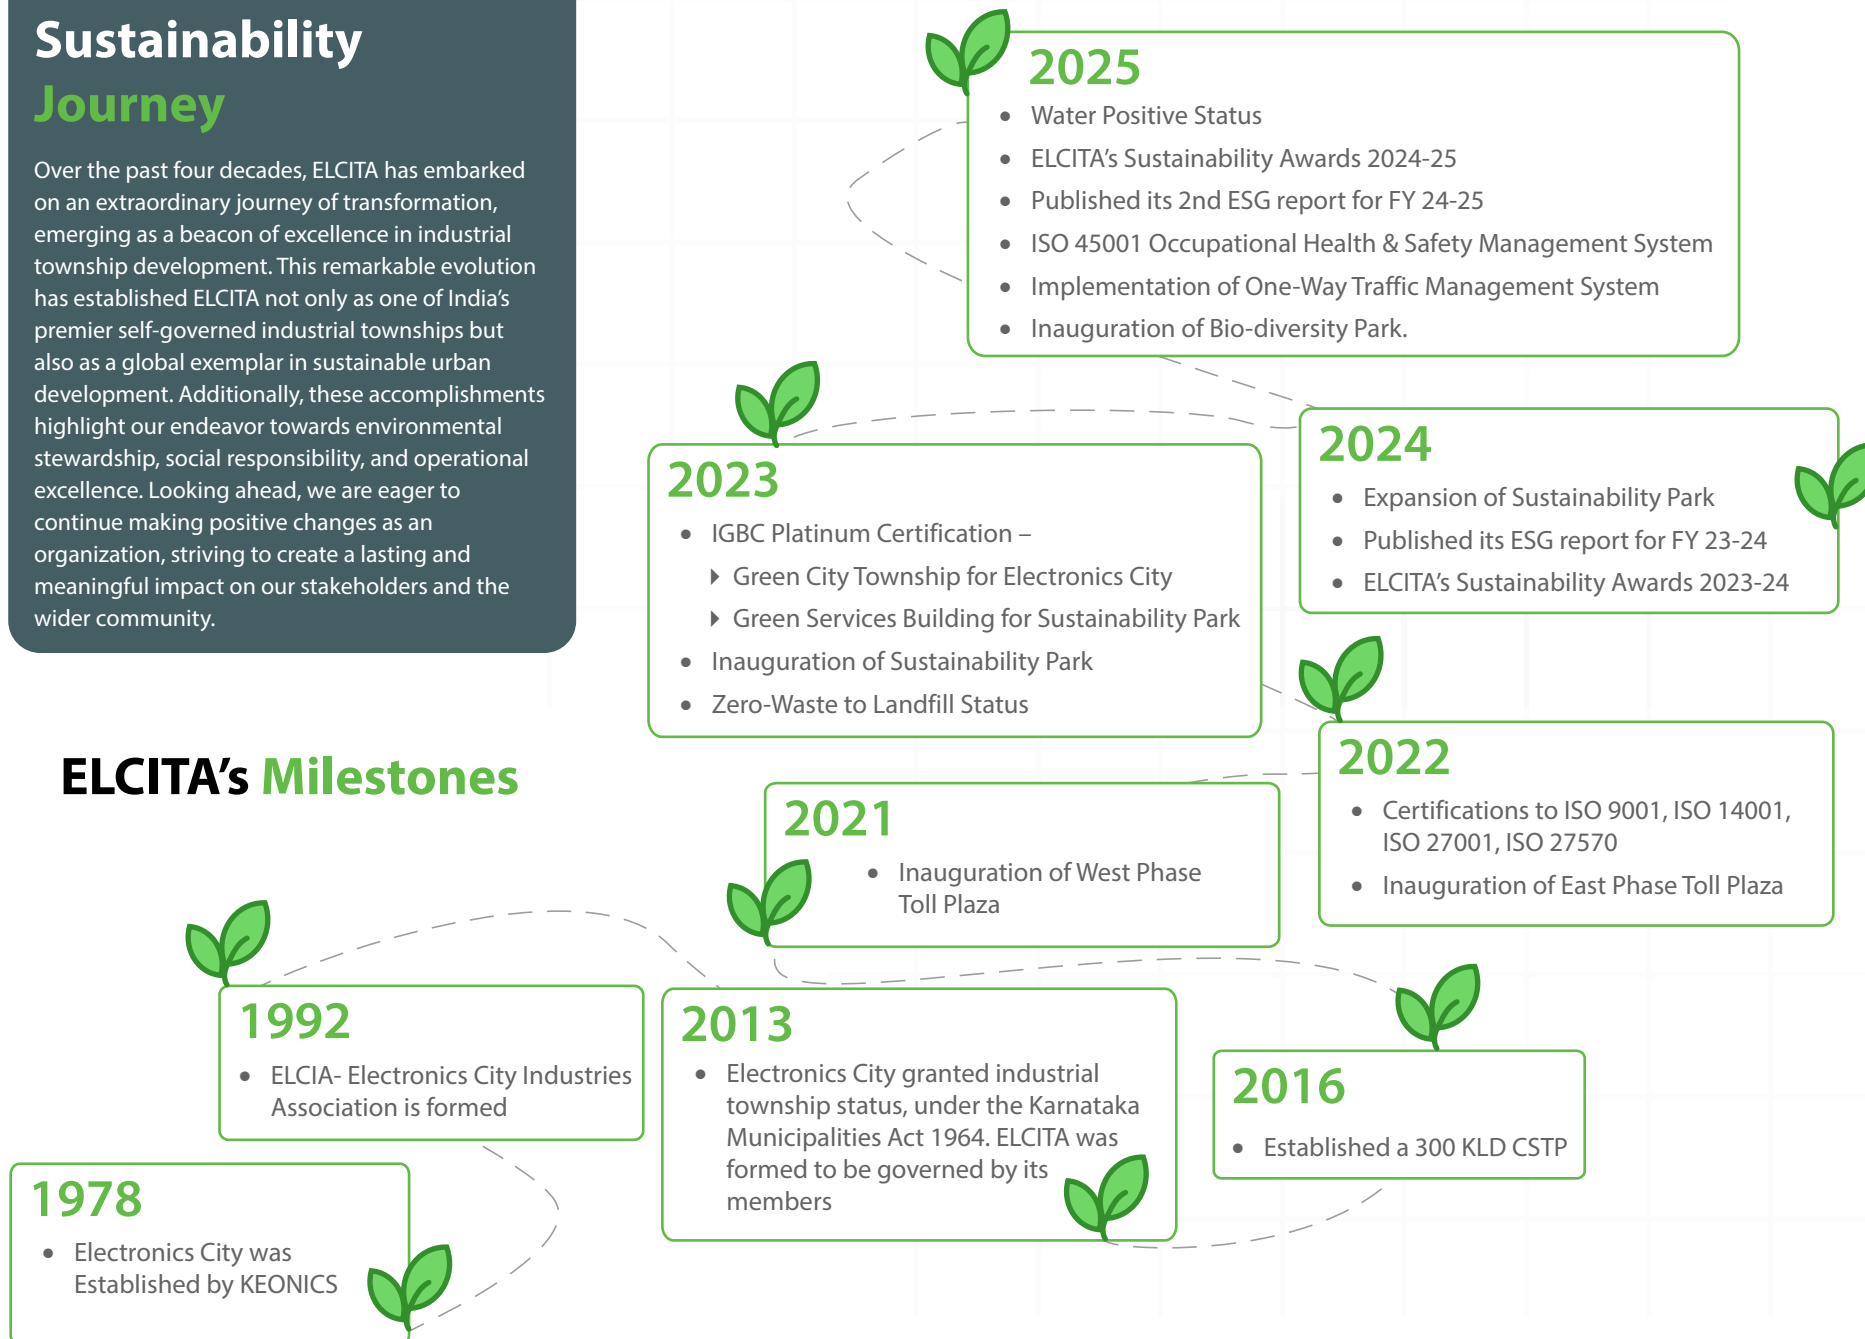 Sustainability
Journey
Over the past four decades, ELCITA has embarked
on an extraordinary journey of transformation,
emerging as a beacon of excellence in industrial
township development. This remarkable evolution
has established ELCITA not only as one of India's
premier self-governed industrial townships but
also as a global exemplar in sustainable urban
development. Additionally, these accomplishments
highlight our endeavor towards environmental
stewardship, social responsibility, and operational
excellence. Looking ahead, we are eager to
continue making positive changes as an
organization, striving to create a lasting and
meaningful impact on our stakeholders and the
wider community.
2025
• Water Positive Status
• ELCITA's Sustainability Awards 2024-25
• Published its 2nd ESG report for FY 24-25
• ISO 45001 Occupational Health & Safety Management System
• Implementation of One-Way Traffic Management System
• Inauguration of Bio-diversity Park.
2024
• Expansion of Sustainability Park
• Published its ESG report for FY 23-24
• ELCITA's Sustainability Awards 2023-24
2023
• IGBC Platinum Certification –
Green City Township for Electronics City
Green Services Building for Sustainability Park
• Inauguration of Sustainability Park
• Zero-Waste to Landfill Status
ELCITA's Milestones
2022
• Certifications to ISO 9001, ISO 14001,
ISO 27001, ISO 27570
• Inauguration of East Phase Toll Plaza
2021
• Inauguration of West Phase
Toll Plaza
1992
• ELCIA- Electronics City Industries
Association is formed
2013
• Electronics City granted industrial
township status, under the Karnataka
Municipalities Act 1964. ELCITA was
formed to be governed by its
members
2016
• Established a 300 KLD CSTP
1978
• Electronics City was
Established by KEONICS